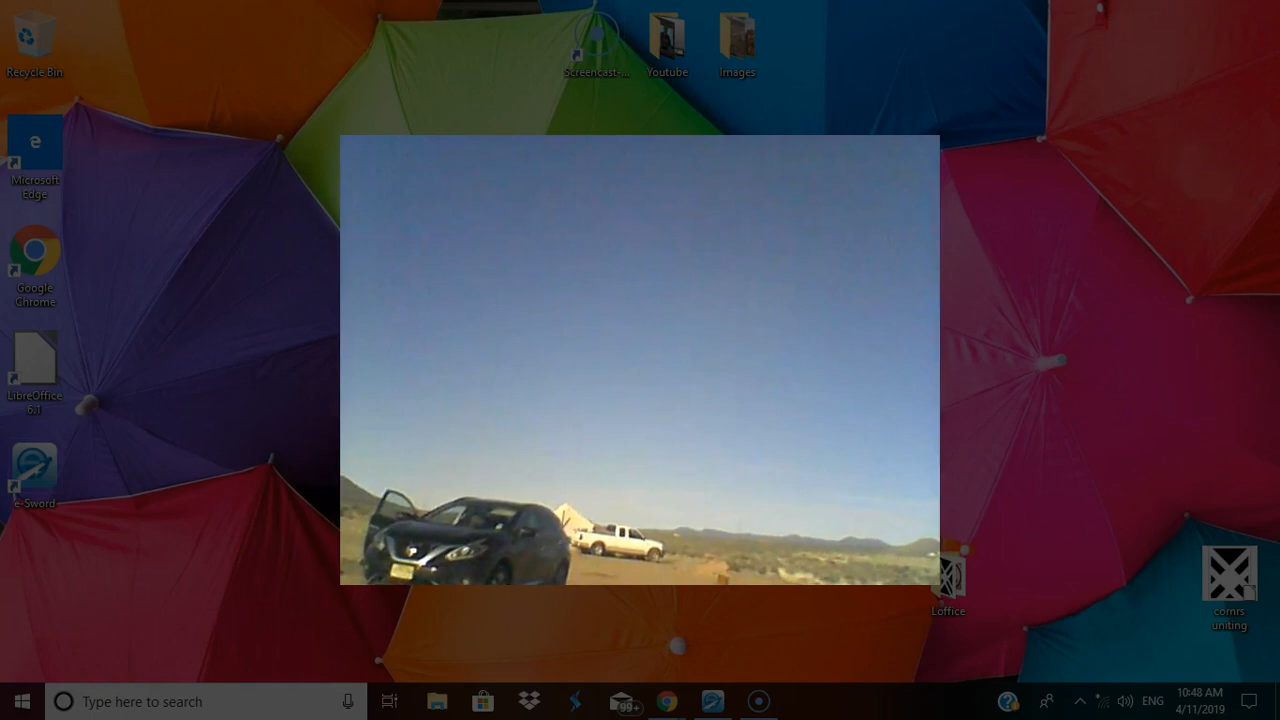 Recycle Bin
Screencast-...
Youtube
Images
Microsoft
Edge
Google
Chrome
LibreOffice
6.1
e-Sword
Loffice
cornrs
uniting
Type here to search
99+
ENG
10:48 AM
4/11/2019